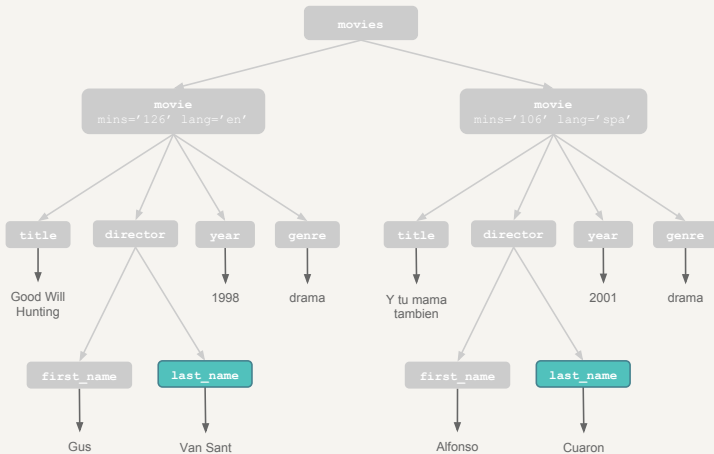 movies
movie
mins='126' lang='en'
movie
mins='106' lang='spa'
title
director
year
genre
title
director
year
genre
Good Will
Hunting
1998
drama
Y tu mama
tambien
2001
drama
first_name
last_name
first_name
last_name
Gus
Van Sant
Alfonso
Cuaron